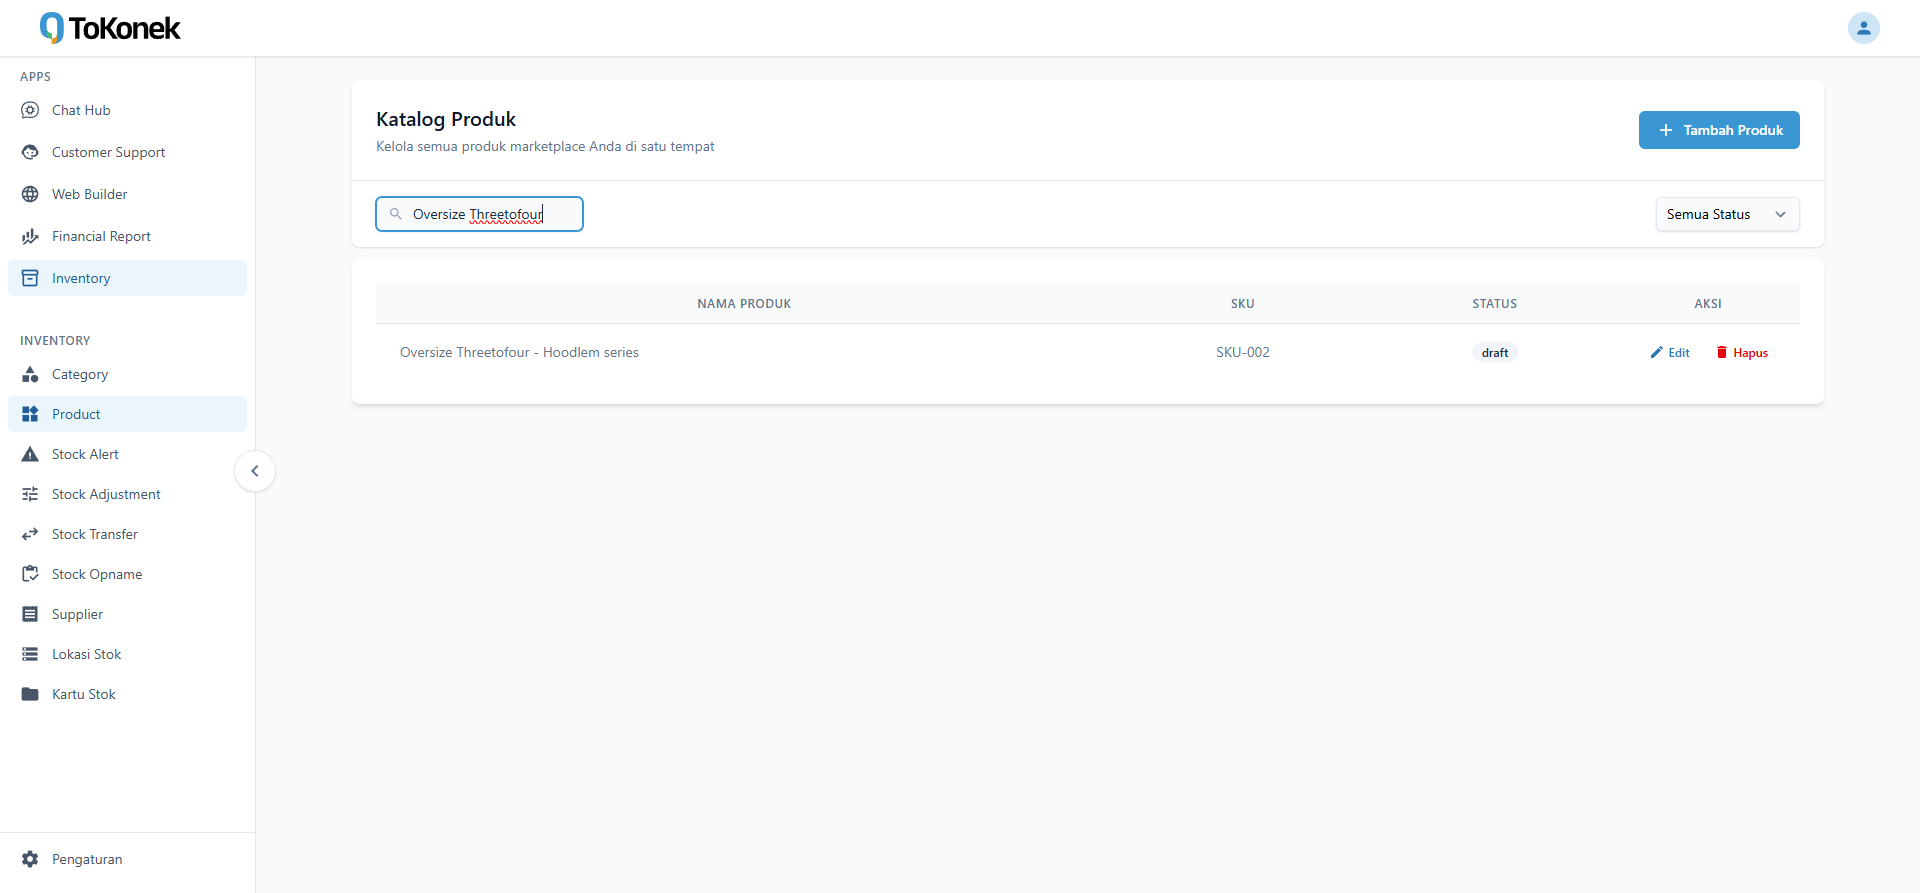 ToKonek
APPS
Chat Hub
Customer Support
Web Builder
Financial Report
Inventory
INVENTORY
Category
Product
Stock Alert
Stock Adjustment
Stock Transfer
Stock Opname
Supplier
Lokasi Stok
Kartu Stok
Pengaturan
Katalog Produk
Kelola semua produk marketplace Anda di satu tempat
Tambah Produk
Oversize Threetofour
Semua Status
NAMA PRODUK SKU STATUS AKSI
Oversize Threetofour - Hoodlem series SKU-002 draft Edit Hapus